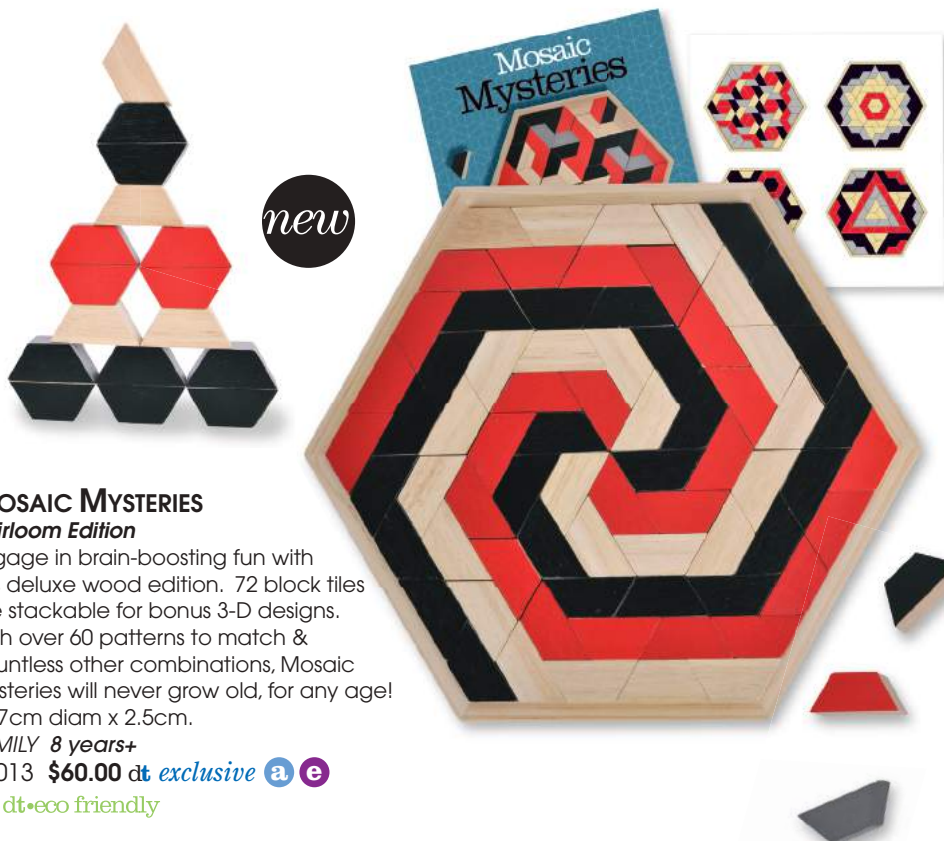 Mosaic
Mysteries
new
OSAIC MYSTERIES
irloom Edition
gage in brain-boosting fun with
deluxe wood edition. 72 block tiles
e stackable for bonus 3-D designs.
h over 60 patterns to match &
untless other combinations, Mosaic
steries will never grow old, for any age!
7cm diam x 2.5cm.
MILY 8 years+
013 $60.00 dt exclusive a e
dt•eco friendly